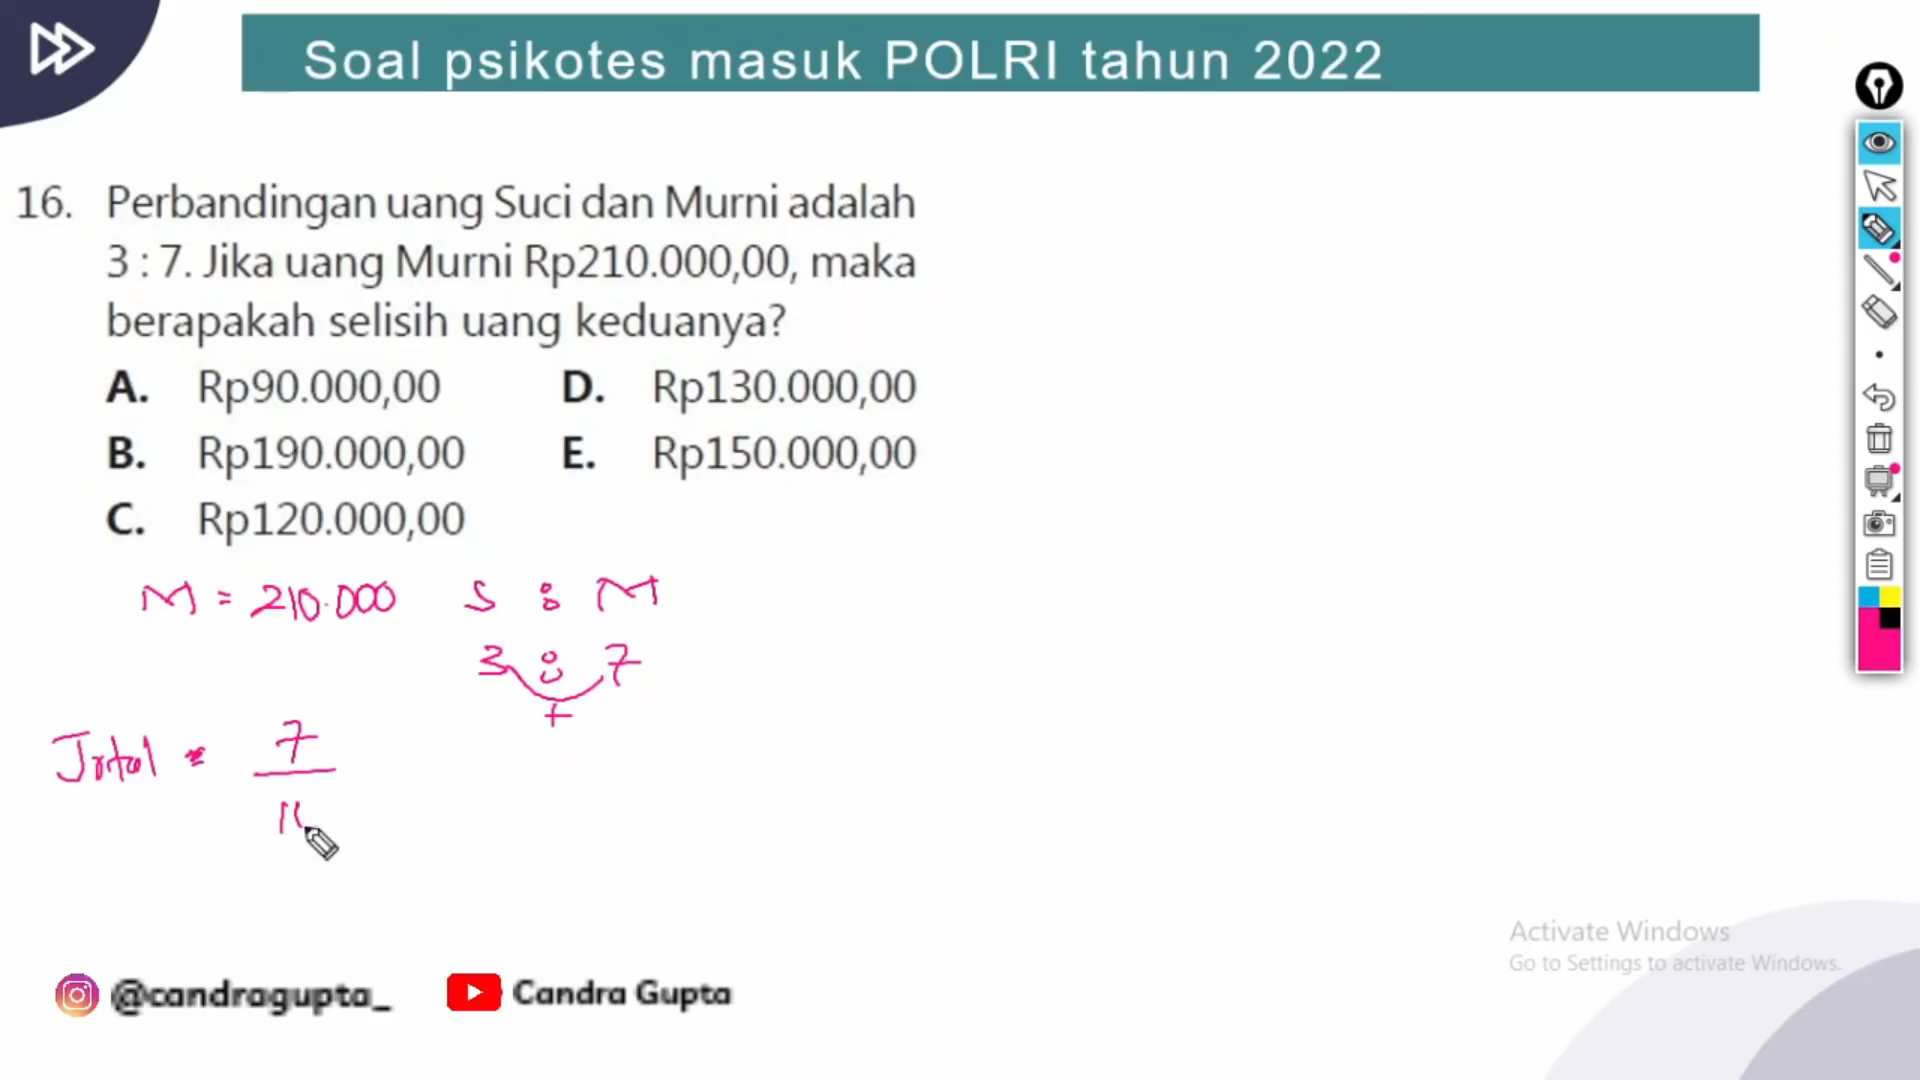 Soal psikotes masuk POLRI tahun 2022
16. Perbandingan uang Suci dan Murni adalah
3 : 7. Jika uang Murni Rp210.000,00, maka
berapakah selisih uang keduanya?
A. Rp90.000,00 D. Rp130.000,00
B. Rp190.000,00 E. Rp150.000,00
C. Rp120.000,00
M = 210.000 S : M
3 : 7
+
Total = 7
Activate Windows
Go to Settings to activate Windows.
@candragupta_ Candra Gupta